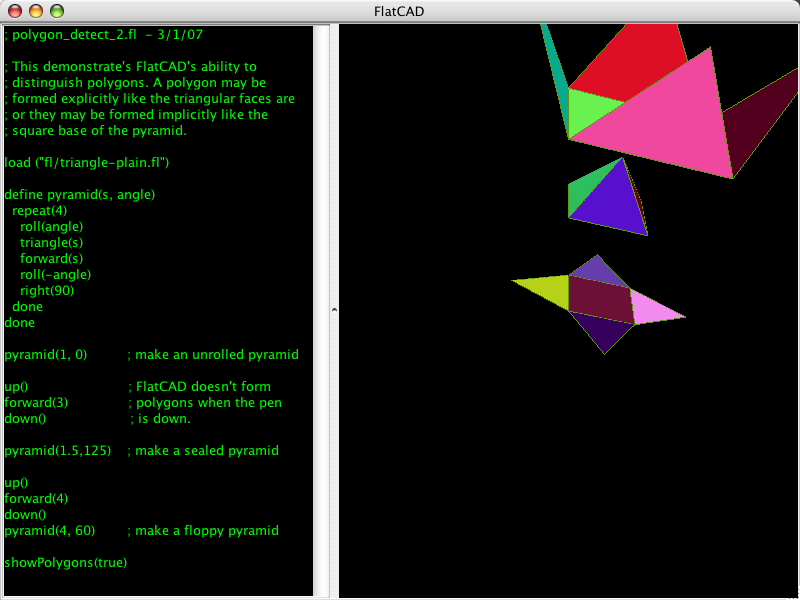 FlatCAD
; polygon_detect_2.fl - 3/1/07
; This demonstrate's FlatCAD's ability to
; distinguish polygons. A polygon may be
; formed explicitly like the triangular faces are
; or they may be formed implicitly like the
; square base of the pyramid.
load ("fl/triangle-plain.fl")
define pyramid(s, angle)
repeat(4)
roll(angle)
triangle(s)
forward(s)
roll(-angle)
right(90)
done
done
pyramid(1, 0) ; make an unrolled pyramid
up() ; FlatCAD doesn't form
forward(3) ; polygons when the pen
down() ; is down.
pyramid(1.5,125) ; make a sealed pyramid
up()
forward(4)
down()
pyramid(4, 60) ; make a floppy pyramid
showPolygons(true)